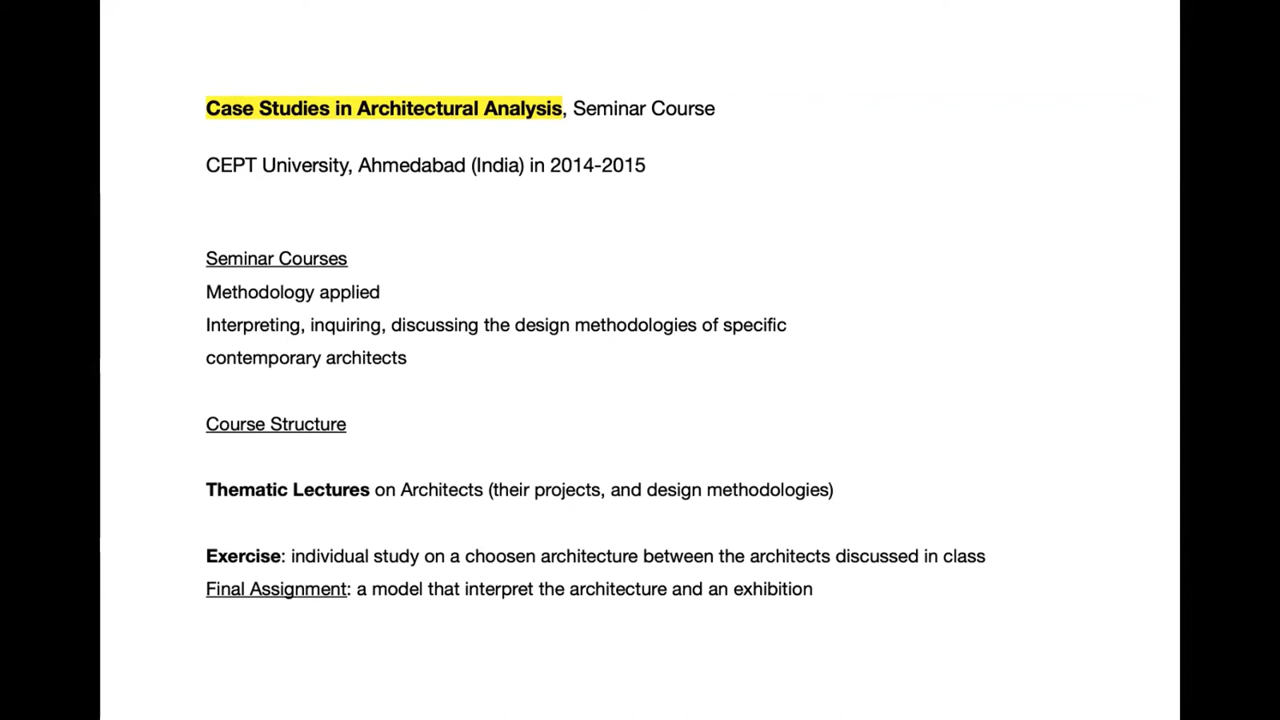 Case Studies in Architectural Analysis, Seminar Course
CEPT University, Ahmedabad (India) in 2014-2015
Seminar Courses
Methodology applied
Interpreting, inquiring, discussing the design methodologies of specific
contemporary architects
Course Structure
Thematic Lectures on Architects (their projects, and design methodologies)
Exercise: individual study on a choosen architecture between the architects discussed in class
Final Assignment: a model that interpret the architecture and an exhibition